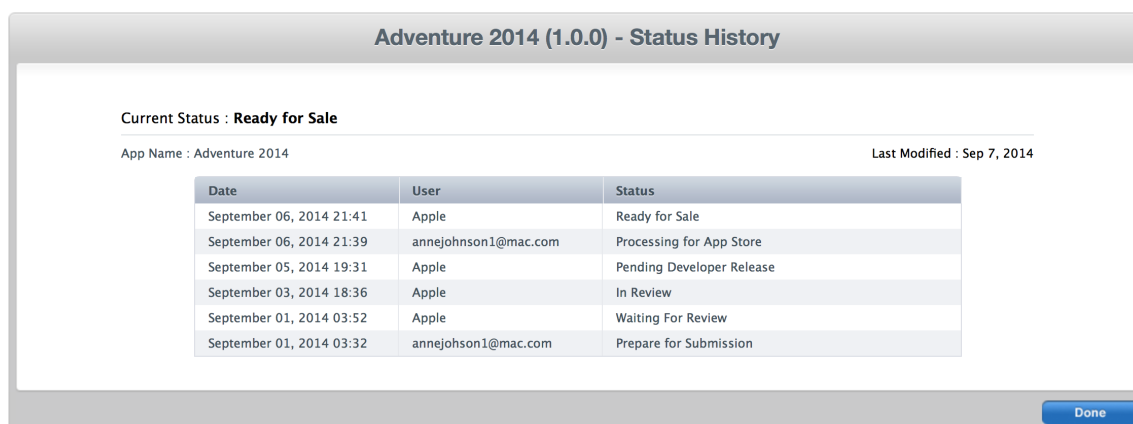 Adventure 2014 (1.0.0) - Status History
Current Status : Ready for Sale
App Name : Adventure 2014 Last Modified : Sep 7, 2014
Date User Status
September 06, 2014 21:41 Apple Ready for Sale
September 06, 2014 21:39 annejohnson1@mac.com Processing for App Store
September 05, 2014 19:31 Apple Pending Developer Release
September 03, 2014 18:36 Apple In Review
September 01, 2014 03:52 Apple Waiting For Review
September 01, 2014 03:32 annejohson1@mac.com Prepare for Submission
Done